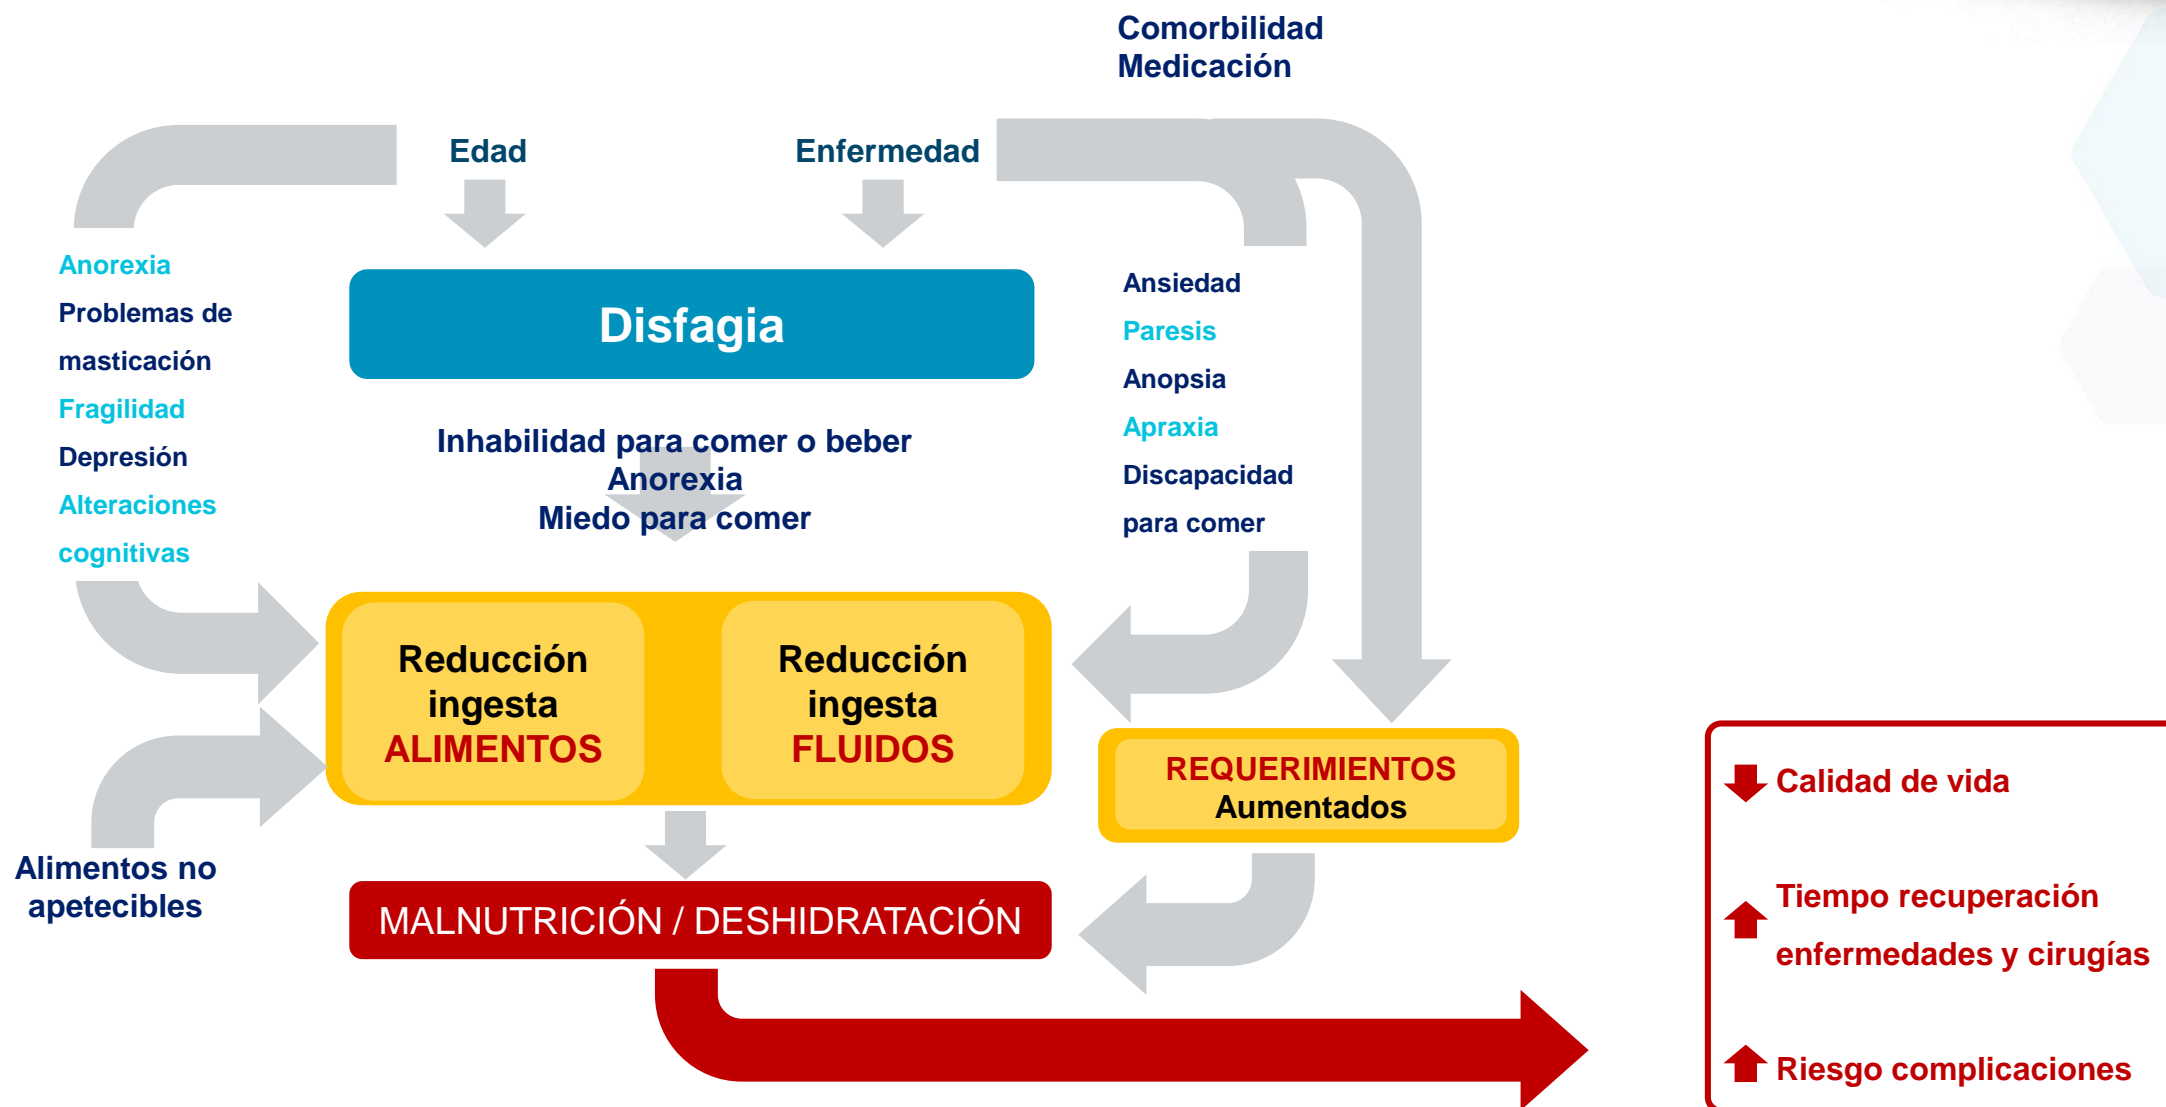 Comorbilidad
Medicación
Edad
Enfermedad
Anorexia
Problemas de
masticación
Fragilidad
Depresión
Alteraciones
cognitivas
Disfagia
Inhabilidad para comer o beber
Anorexia
Miedo para comer
Ansiedad
Paresis
Anopsia
Apraxia
Discapacidad
para comer
Reducción
ingesta
ALIMENTOS
Reducción
ingesta
FLUIDOS
REQUERIMIENTOS
Aumentados
Alimentos no
apetecibles
MALNUTRICIÓN / DESHIDRATACIÓN
Calidad de vida
Tiempo recuperación
enfermedades y cirugías
Riesgo complicaciones